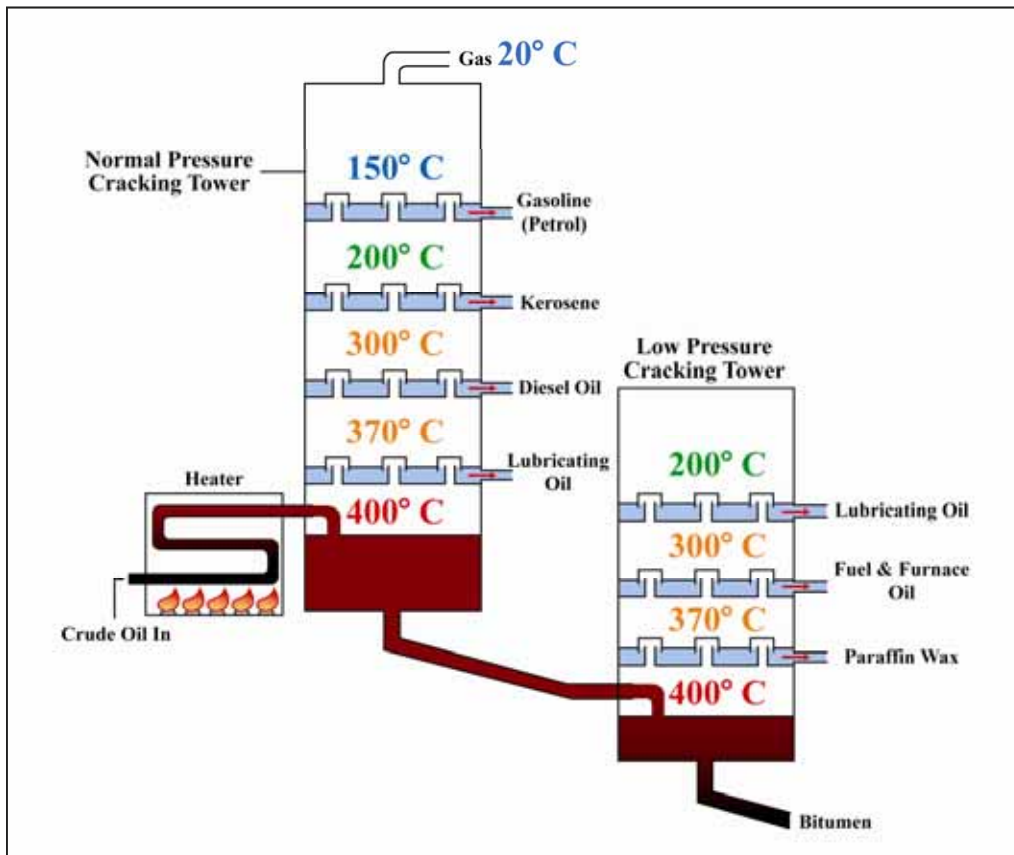 Gas 20° C
Normal Pressure
Cracking Tower
150° C
Gasoline
(Petrol)
200° C
Kerosene
300° C
Diesel Oil
370° C
Lubricating
Oil
400° C
Heater
Crude Oil In
Low Pressure
Cracking Tower
200° C
Lubricating Oil
300° C
Fuel & Furnace
Oil
370° C
Paraffin Wax
400° C
Bitumen